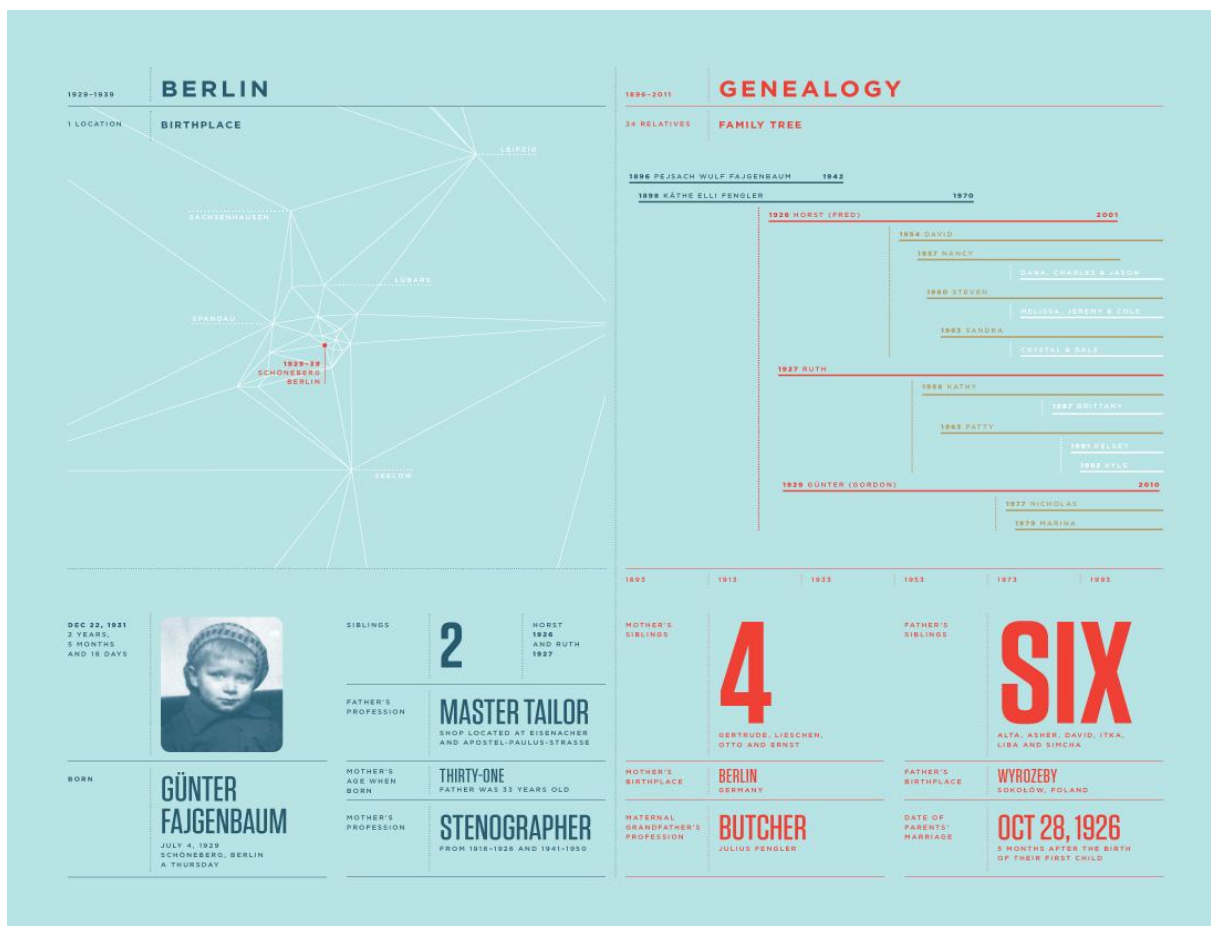 1929–1939
BERLIN
1 LOCATION
BIRTHPLACE
LEIPZIG
SACHSENHAUSEN
LÜBARS
SPANDAU
1929–39
SCHÖNEBERG
BERLIN
SEELOW
DEC 22, 1931
2 YEARS,
5 MONTHS
AND 18 DAYS
BORN
GÜNTER
FAJGENBAUM
JULY 4, 1929
SCHÖNEBERG, BERLIN
A THURSDAY
SIBLINGS
2
HORST
1926
AND RUTH
1927
FATHER'S
PROFESSION
MASTER TAILOR
SHOP LOCATED AT EISENACHER
AND APOSTEL-PAULUS-STRASSE
MOTHER'S
AGE WHEN
BORN
THIRTY-ONE
FATHER WAS 33 YEARS OLD
MOTHER'S
PROFESSION
STENOGRAPHER
FROM 1916–1926 AND 1941–1950
1896–2011
GENEALOGY
24 RELATIVES
FAMILY TREE
1896 PEJSACH WULF FAJGENBAUM 1942
1898 KÄTHE ELLI FENGLER 1970
1926 HORST (FRED) 2001
1954 DAVID
1957 NANCY
DANA, CHARLES & JASON
1960 STEVEN
MELISSA, JEREMY & COLE
1963 SANDRA
CRYSTAL & DALE
1927 RUTH
1959 KATHY
1987 BRITTANY
1963 PATTY
1991 KELSEY
1993 KYLE
1929 GÜNTER (GORDON) 2010
1977 NICHOLAS
1979 MARINA
1893 1913 1933 1953 1973 1993
MOTHER'S
SIBLINGS
4
GERTRUDE, LIESCHEN,
OTTO AND ERNST
FATHER'S
SIBLINGS
SIX
ALTA, ASHER, DAVID, ITKA,
LIBA AND SIMCHA
MOTHER'S
BIRTHPLACE
BERLIN
GERMANY
FATHER'S
BIRTHPLACE
WYROZEBY
SOKOŁÓW, POLAND
MATERNAL
GRANDFATHER'S
PROFESSION
BUTCHER
JULIUS FENGLER
DATE OF
PARENTS'
MARRIAGE
OCT 28, 1926
5 MONTHS AFTER THE BIRTH
OF THEIR FIRST CHILD